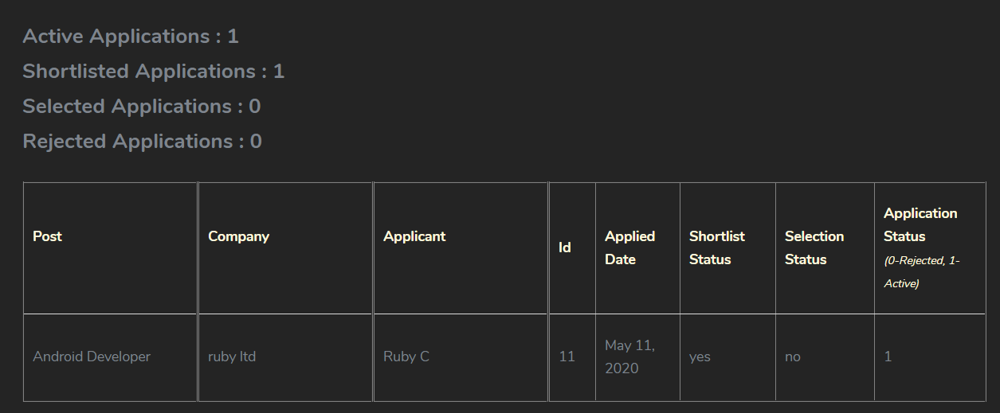 Active Applications : 1
Shortlisted Applications : 1
Selected Applications : 0
Rejected Applications : 0
Post
Company
Applicant
Id
Applied
Date
Shortlist
Status
Selection
Status
Application
Status
(0-Rejected, 1-
Active)
Android Developer
ruby ltd
Ruby C
11
May 11,
2020
yes
no
1